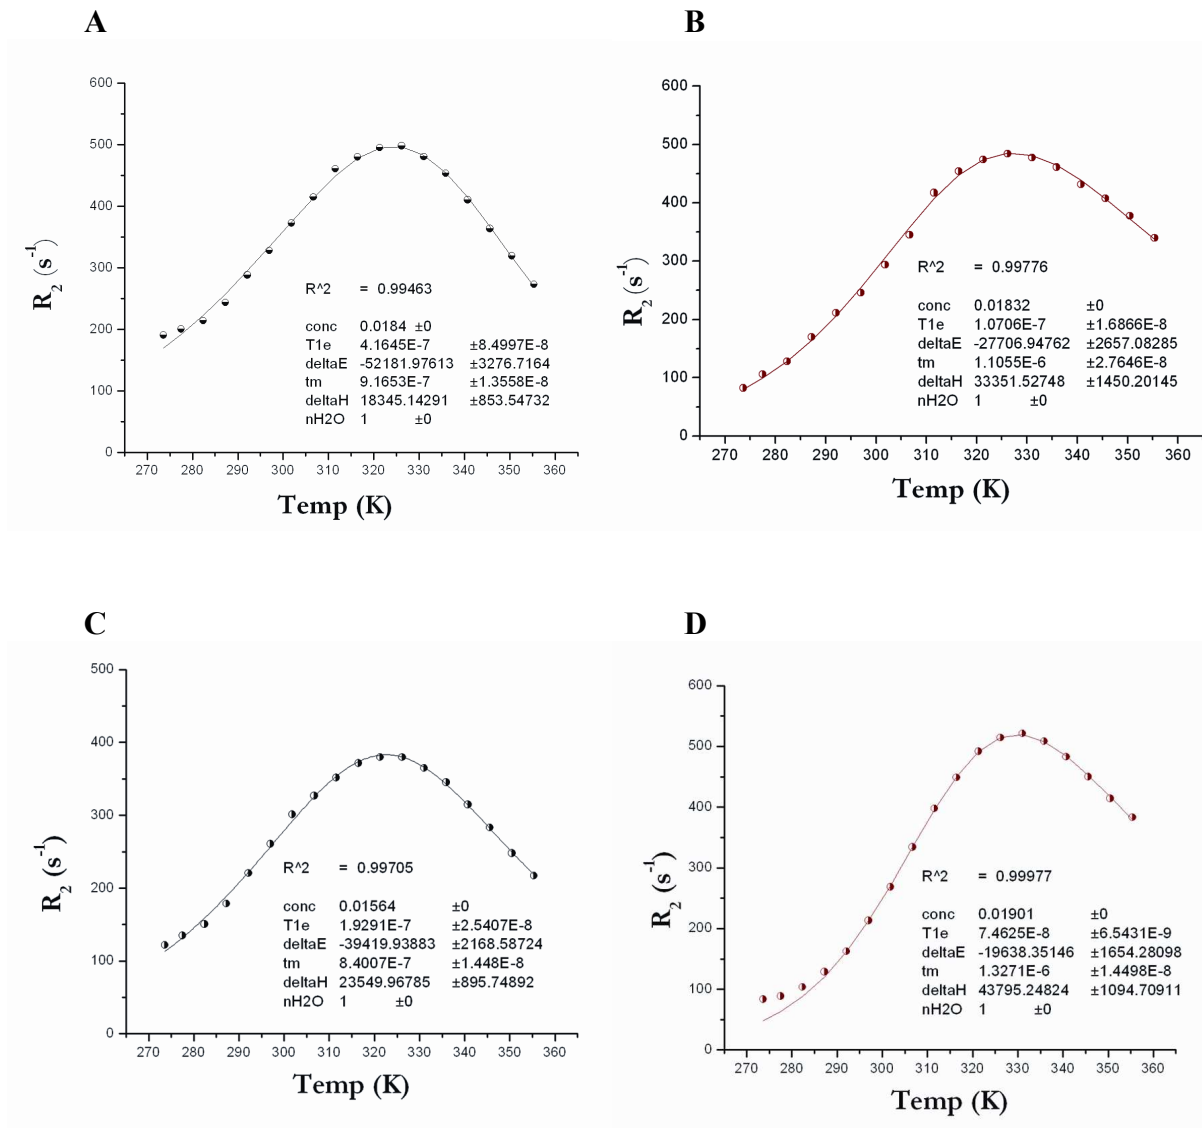 A
600
500
400
300
200
100
0
R2 (s-1)
R^2 = 0.99463
conc 0.0184 ±0
T1e 4.1645E-7 ±8.4997E-8
deltaE -52181.97613 ±3276.7164
tm 9.1653E-7 ±1.3558E-8
deltaH 18345.14291 ±853.54732
nH2O 1 ±0
270 280 290 300 310 320 330 340 350 360
Temp (K)
B
600
500
400
300
200
100
0
R2 (s-1)
R^2 = 0.99776
conc 0.01832 ±0
T1e 1.0706E-7 ±1.6866E-8
deltaE -27706.94762 ±2657.08285
tm 1.1055E-6 ±2.7646E-8
deltaH 33351.52748 ±1450.20145
nH2O 1 ±0
270 280 290 300 310 320 330 340 350 360
Temp (K)
C
500
400
300
200
100
0
R2 (s-1)
R^2 = 0.99705
conc 0.01564 ±0
T1e 1.9291E-7 ±2.5407E-8
deltaE -39419.93883 ±2168.58724
tm 8.4007E-7 ±1.448E-8
deltaH 23549.96785 ±895.74892
nH2O 1 ±0
270 280 290 300 310 320 330 340 350 360
Temp (K)
D
600
500
400
300
200
100
0
R2 (s-1)
R^2 = 0.99977
conc 0.01901 ±0
T1e 7.4625E-8 ±6.5431E-9
deltaE -19638.35146 ±1654.28098
tm 1.3271E-6 ±1.4498E-8
deltaH 43795.24824 ±1094.70911
nH2O 1 ±0
270 280 290 300 310 320 330 340 350 360
Temp (K)